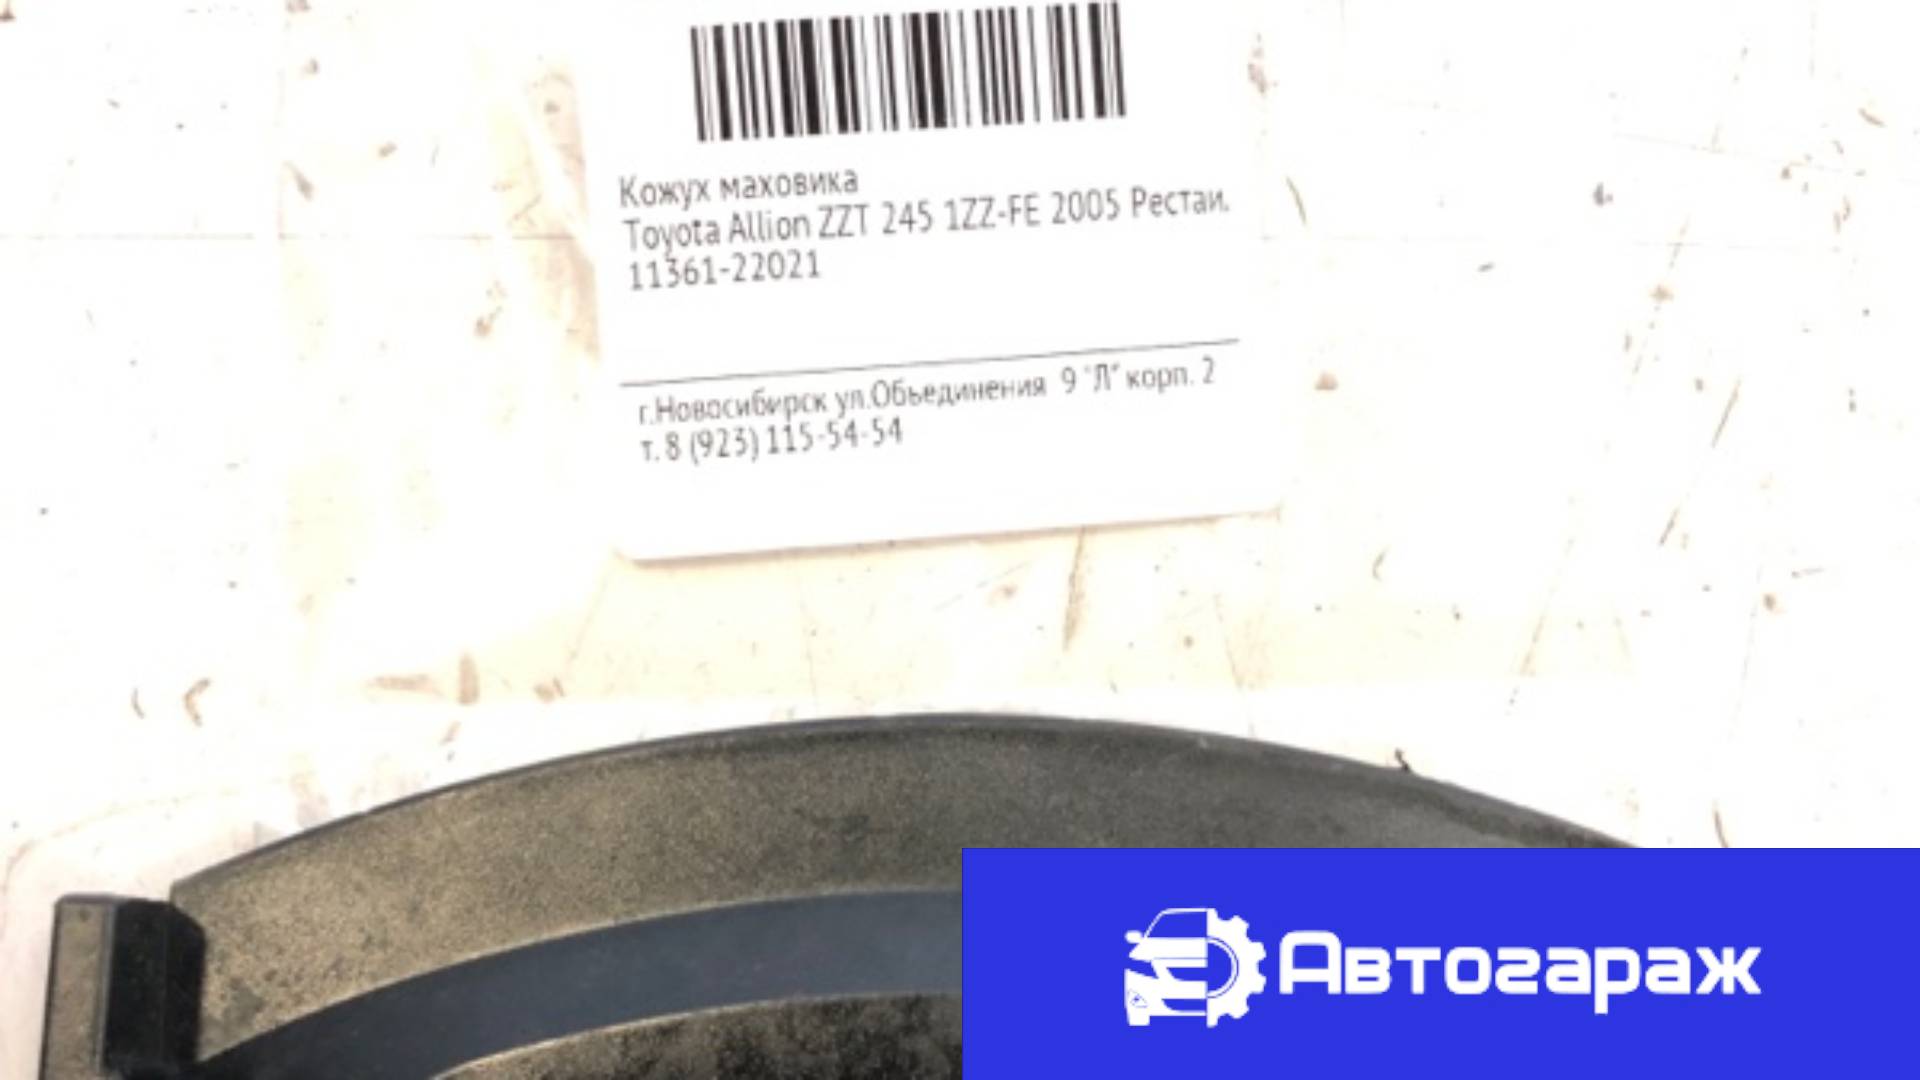 Кожух маховика
Toyota Allion ZZT 245 1ZZ-FE 2005 Рестаи.
11361-22021
г.Новосибирск ул.Обьединения 9 "Л" корп. 2
т. 8 (923) 115-54-54
Автогараж